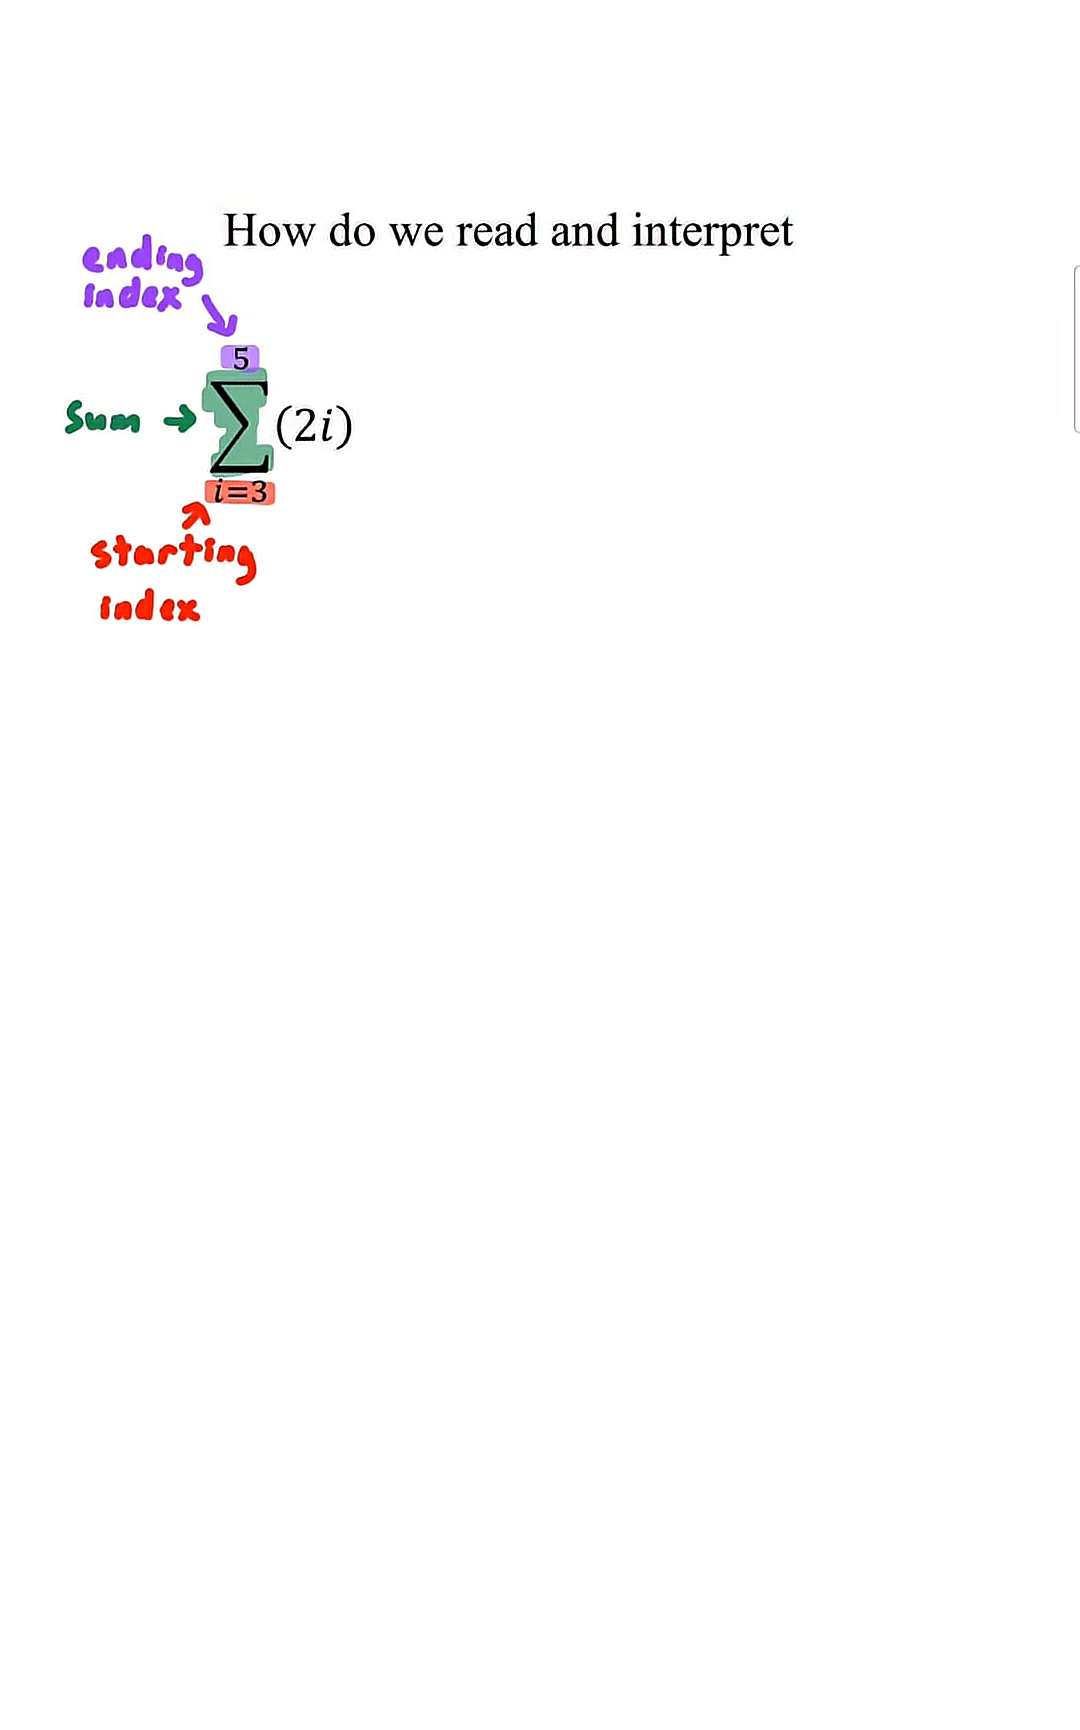 How do we read and interpret
ending
index
5
Sum → ∑ (2i)
i=3
starting
index